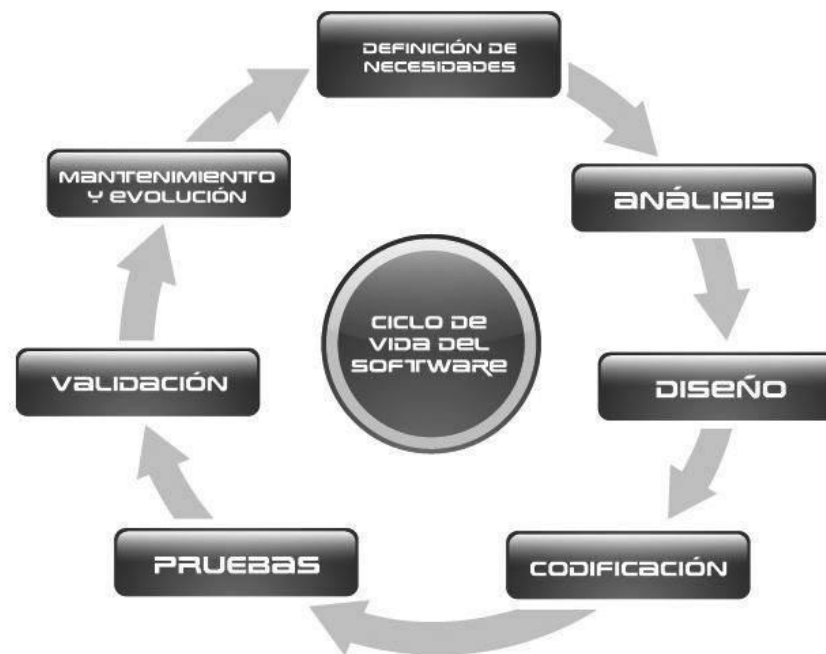 DEFINICIÓN DE
NECESIDADES
ANÁLISIS
DISEÑO
CODIFICACIÓN
PRUEBAS
VALIDACIÓN
MANTENIMIENTO
Y EVOLUCIÓN
CICLO DE
VIDA DEL
SOFTWARE